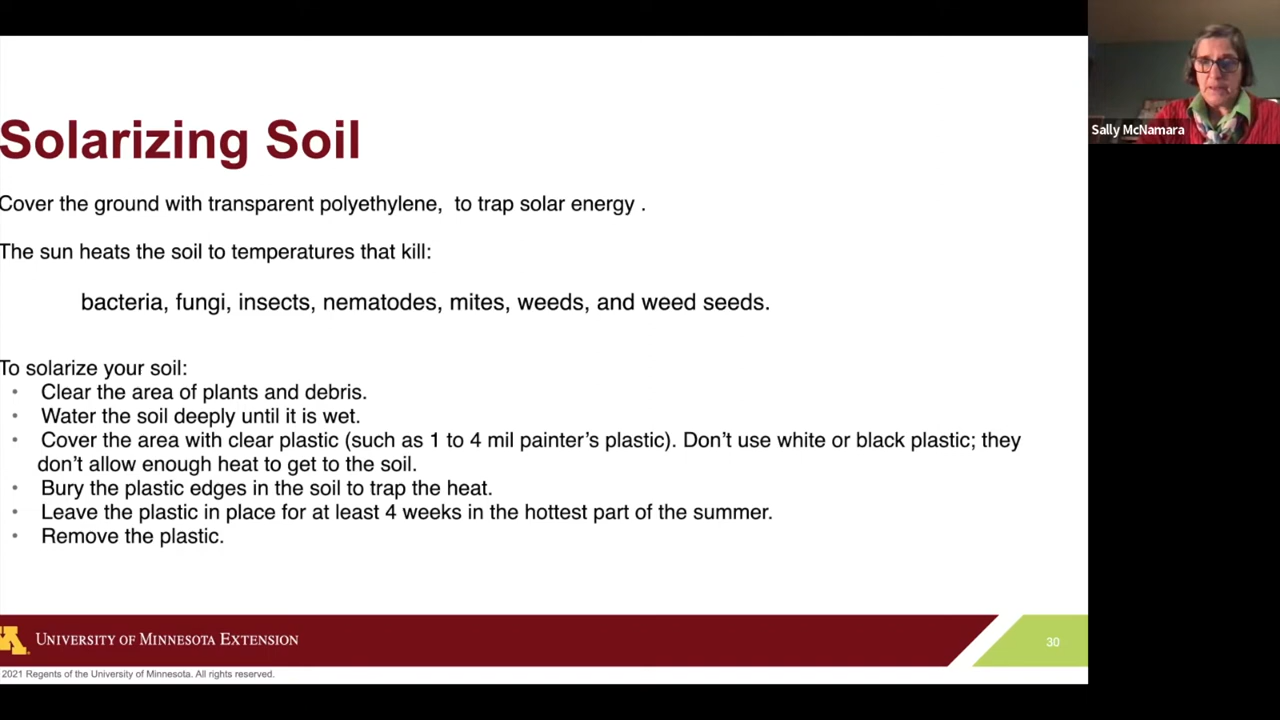 Solarizing Soil
Cover the ground with transparent polyethylene,  to trap solar energy .
The sun heats the soil to temperatures that kill:
bacteria, fungi, insects, nematodes, mites, weeds, and weed seeds.
To solarize your soil:
• Clear the area of plants and debris.
• Water the soil deeply until it is wet.
• Cover the area with clear plastic (such as 1 to 4 mil painter's plastic). Don't use white or black plastic; they
don't allow enough heat to get to the soil.
• Bury the plastic edges in the soil to trap the heat.
• Leave the plastic in place for at least 4 weeks in the hottest part of the summer.
• Remove the plastic.
UNIVERSITY OF MINNESOTA EXTENSION
30
2021 Regents of the University of Minnesota. All rights reserved.
Sally McNamara